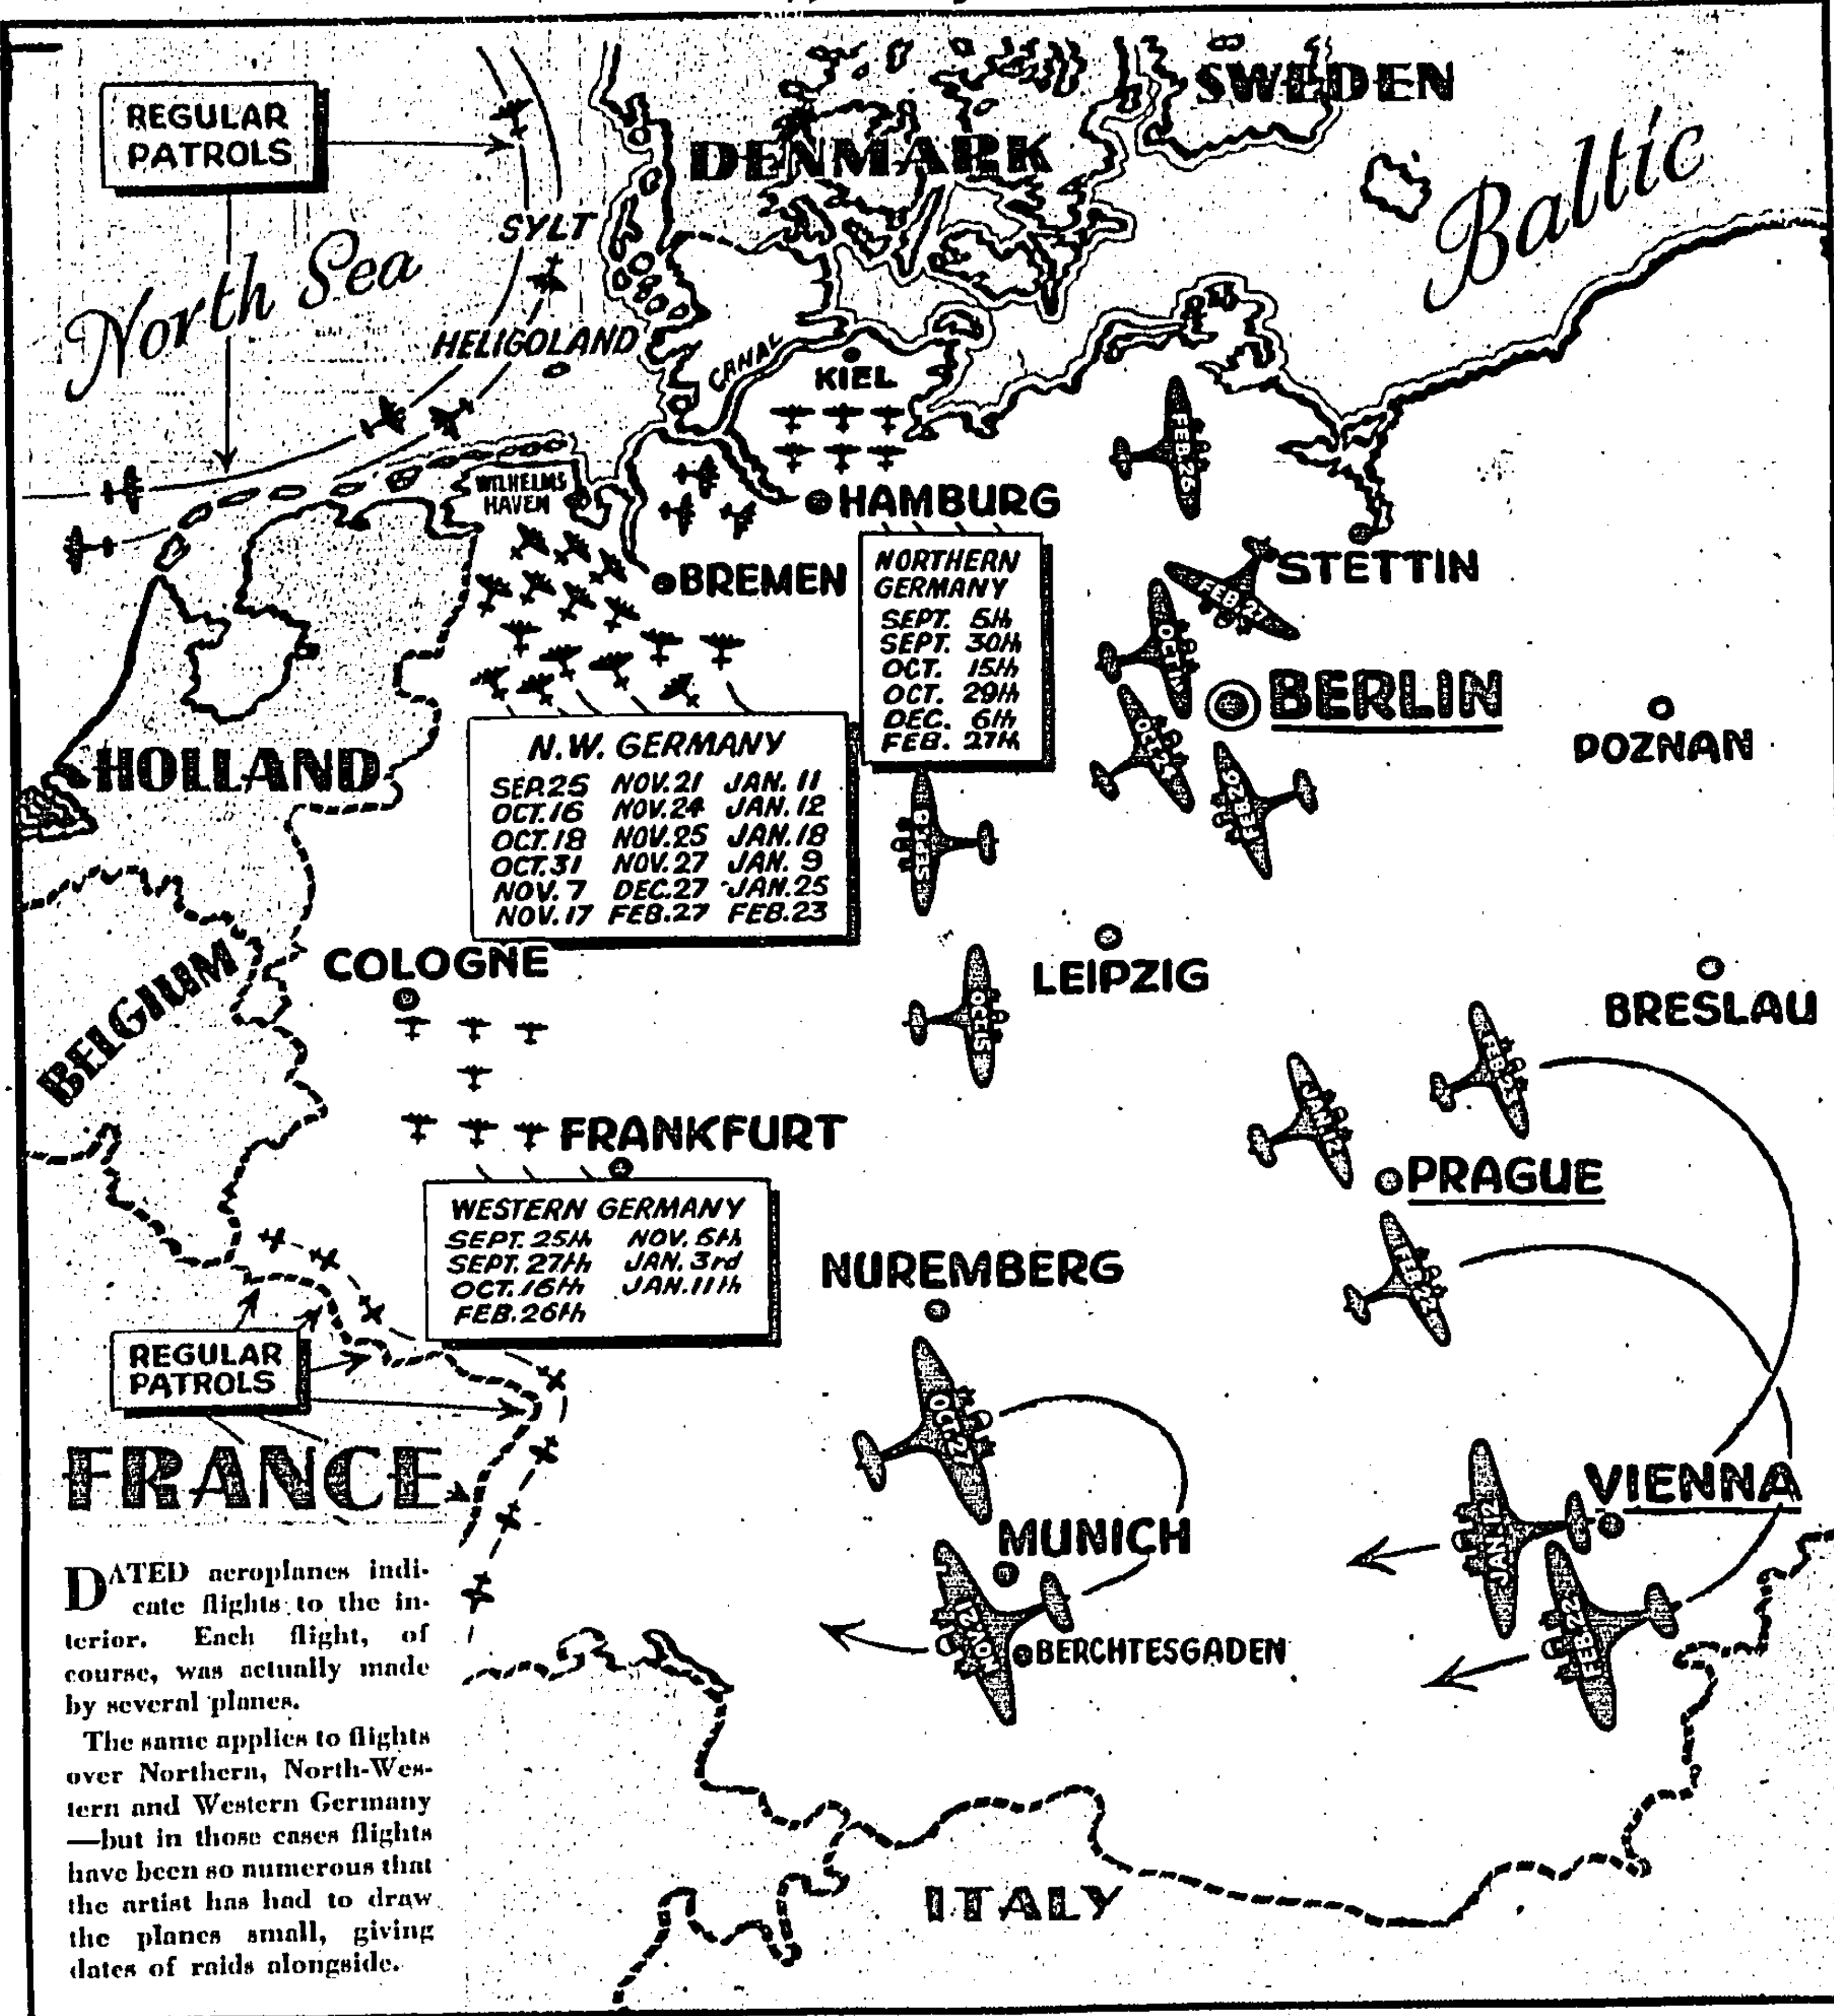 SWEDEN
REGULAR
PATROLS
DENMARK
Baltic
SYLT
North Sea
HELIGOLAND
CANAL
KIEL
FEB. 26
WILHELMS
HAVEN
HAMBURG
BREMEN
STETTIN
FEB. 27
NORTHERN
GERMANY
SEPT. 5th
SEPT. 30th
OCT. 15th
OCT. 29th
DEC. 6th
FEB. 27th
OCT. 1
BERLIN
POZNAN
OCT. 24
FEB. 26
HOLLAND
N.W. GERMANY
SEP.25 NOV.21 JAN. 11
OCT.16 NOV.24 JAN. 12
OCT.18 NOV.25 JAN.18
OCT.31 NOV.27 JAN. 9
NOV. 7 DEC.27 JAN.25
NOV.17 FEB.27 FEB.23
BELGIUM
COLOGNE
LEIPZIG
BRESLAU
OCT. 15
FEB. 23
JAN. 12
FRANKFURT
PRAGUE
WESTERN GERMANY
SEPT. 25th NOV. 6th
SEPT. 27th JAN. 3rd
OCT. 16th JAN. 11th
FEB. 26th
NUREMBERG
FEB. 22
REGULAR
PATROLS
OCT. 27
FRANCE
VIENNA
MUNICH
JAN. 12
NOV. 21
FEB. 22
BERCHTESGADEN
DATED aeroplanes indi-
cate flights to the in-
terior. Each flight, of
course, was actually made
by several planes.
The same applies to flights
over Northern, North-Wes-
tern and Western Germany
—but in those cases flights
have been so numerous that
the artist has had to draw
the planes small, giving
dates of raids alongside.
ITALY